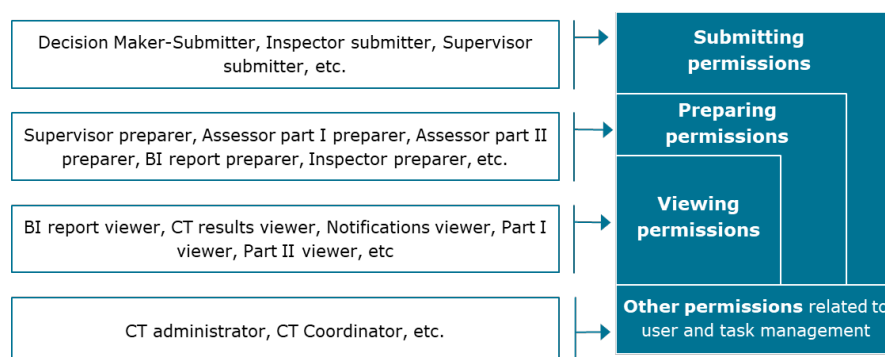 Decision Maker-Submitter, Inspector submitter, Supervisor
submitter, etc.
Submitting
permissions
Supervisor preparer, Assessor part I preparer, Assessor part II
preparer, BI report preparer, Inspector preparer, etc.
Preparing
permissions
BI report viewer, CT results viewer, Notifications viewer, Part I
viewer, Part II viewer, etc
Viewing
permissions
CT administrator, CT Coordinator, etc.
Other permissions related to
user and task management